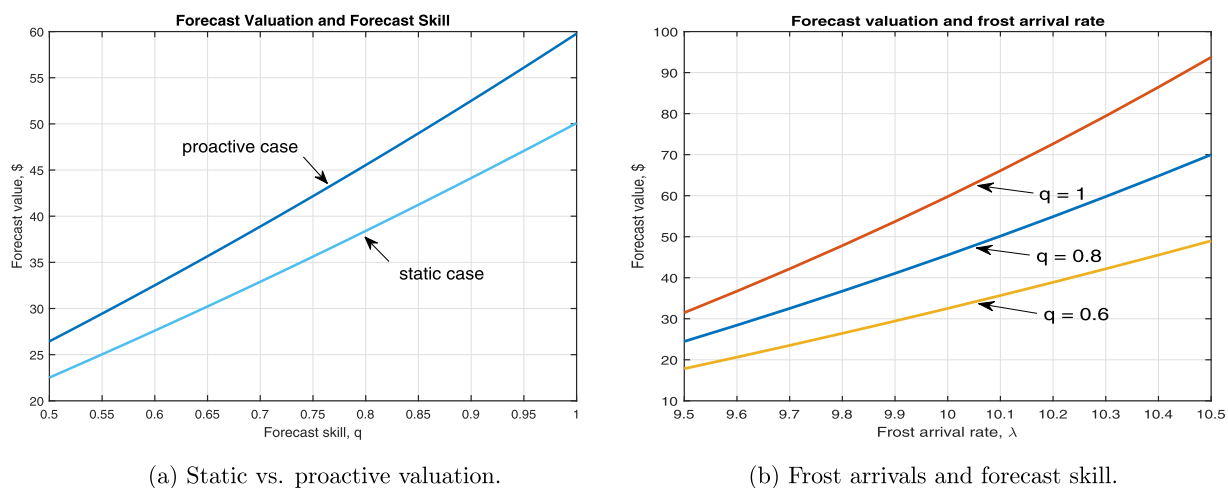 Forecast Valuation and Forecast Skill
60
55
50
45
40
35
30
25
20
Forecast value, $
proactive case
static case
0.5 0.55 0.6 0.65 0.7 0.75 0.8 0.85 0.9 0.95 1
Forecast skill, q
(a) Static vs. proactive valuation.
Forecast valuation and frost arrival rate
100
90
80
70
60
50
40
30
20
10
Forecast value, $
q = 1
q = 0.8
q = 0.6
9.5 9.6 9.7 9.8 9.9 10 10.1 10.2 10.3 10.4 10.5
Frost arrival rate, λ
(b) Frost arrivals and forecast skill.